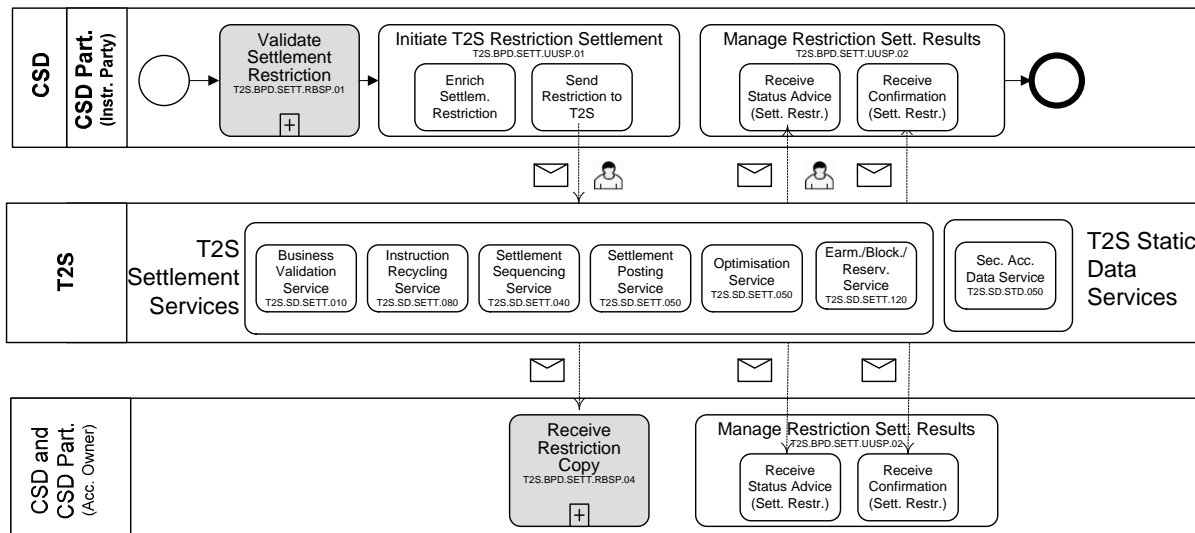 CSD
CSD Part.
(Instr. Party)
Validate
Settlement
Restriction
T2S.BPD.SETT.RBSP.01
+
Initiate T2S Restriction Settlement
T2S.BPD.SETT.UUSP.01
Enrich
Settlem.
Restriction
Send
Restriction to
T2S
Manage Restriction Sett. Results
T2S.BPD.SETT.UUSP.02
Receive
Status Advice
(Sett. Restr.)
Receive
Confirmation
(Sett. Restr.)
T2S
T2S
Settlement
Services
Business
Validation
Service
T2S.SD.SETT.010
Instruction
Recycling
Service
T2S.SD.SETT.080
Settlement
Sequencing
Service
T2S.SD.SETT.040
Settlement
Posting
Service
T2S.SD.SETT.050
Optimisation
Service
T2S.SD.SETT.050
Earm./Block./
Reserv.
Service
T2S.SD.SETT.120
Sec. Acc.
Data Service
T2S.SD.STD.050
T2S Static
Data
Services
CSD and
CSD Part.
(Acc. Owner)
Receive
Restriction
Copy
T2S.BPD.SETT.RBSP.04
+
Manage Restriction Sett. Results
T2S.BPD.SETT.UUSP.02
Receive
Status Advice
(Sett. Restr.)
Receive
Confirmation
(Sett. Restr.)